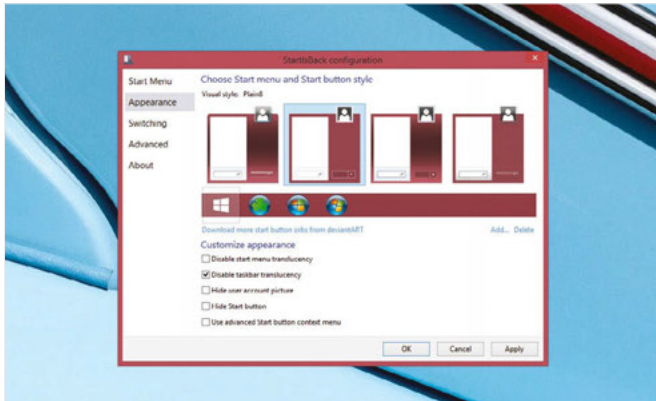 StartIsBack configuration
Start Menu
Appearance
Switching
Advanced
About
Choose Start menu and Start button style
Visual style: Plain8
Download more start button orbs from deviantART
Add... Delete
Customize appearance
Disable start menu translucency
Disable taskbar translucency
Hide user account picture
Hide Start button
Use advanced Start button context menu
OK Cancel Apply